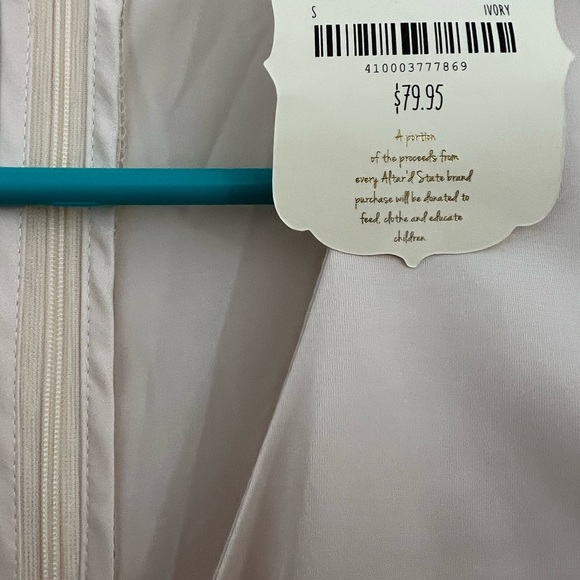 S IVORY
410003777869
$79.95
A portion
of the proceeds from
every Altar'd State brand
purchase will be donated to
feed, clothe and educate
children.